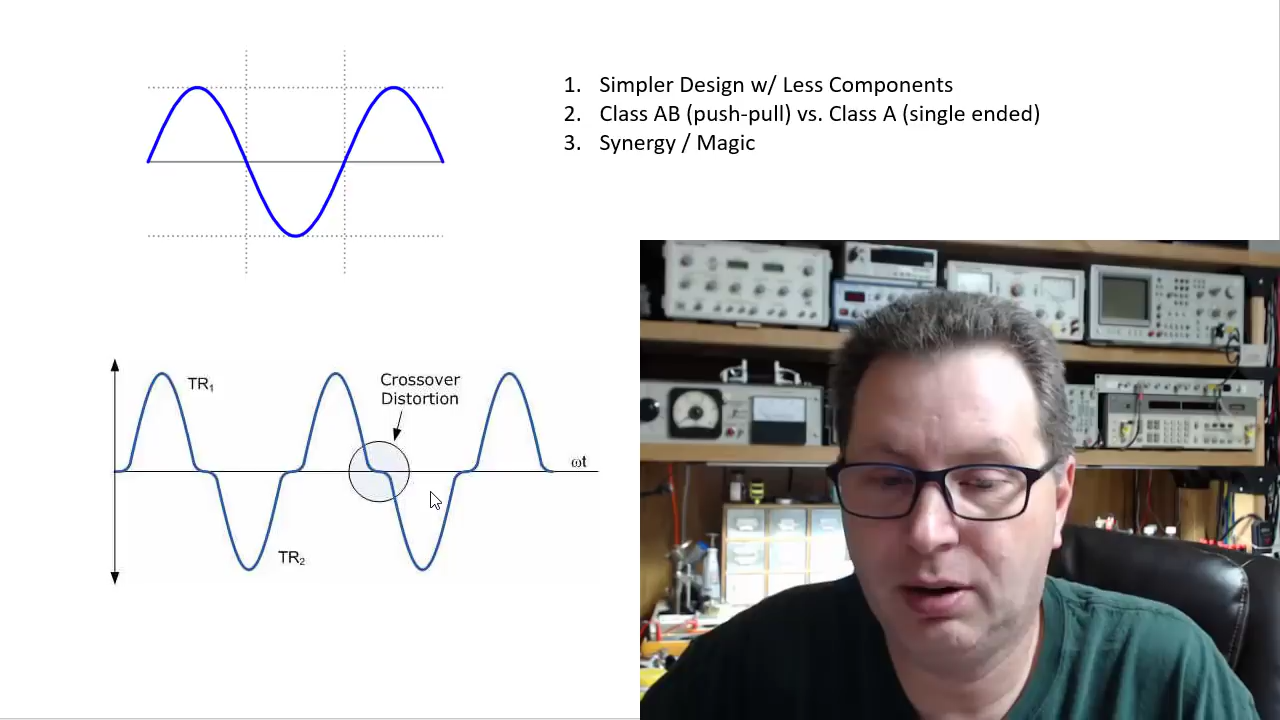 1. Simpler Design w/ Less Components
2. Class AB (push-pull) vs. Class A (single ended)
3. Synergy / Magic
TR₁
Crossover
Distortion
ωt
TR₂